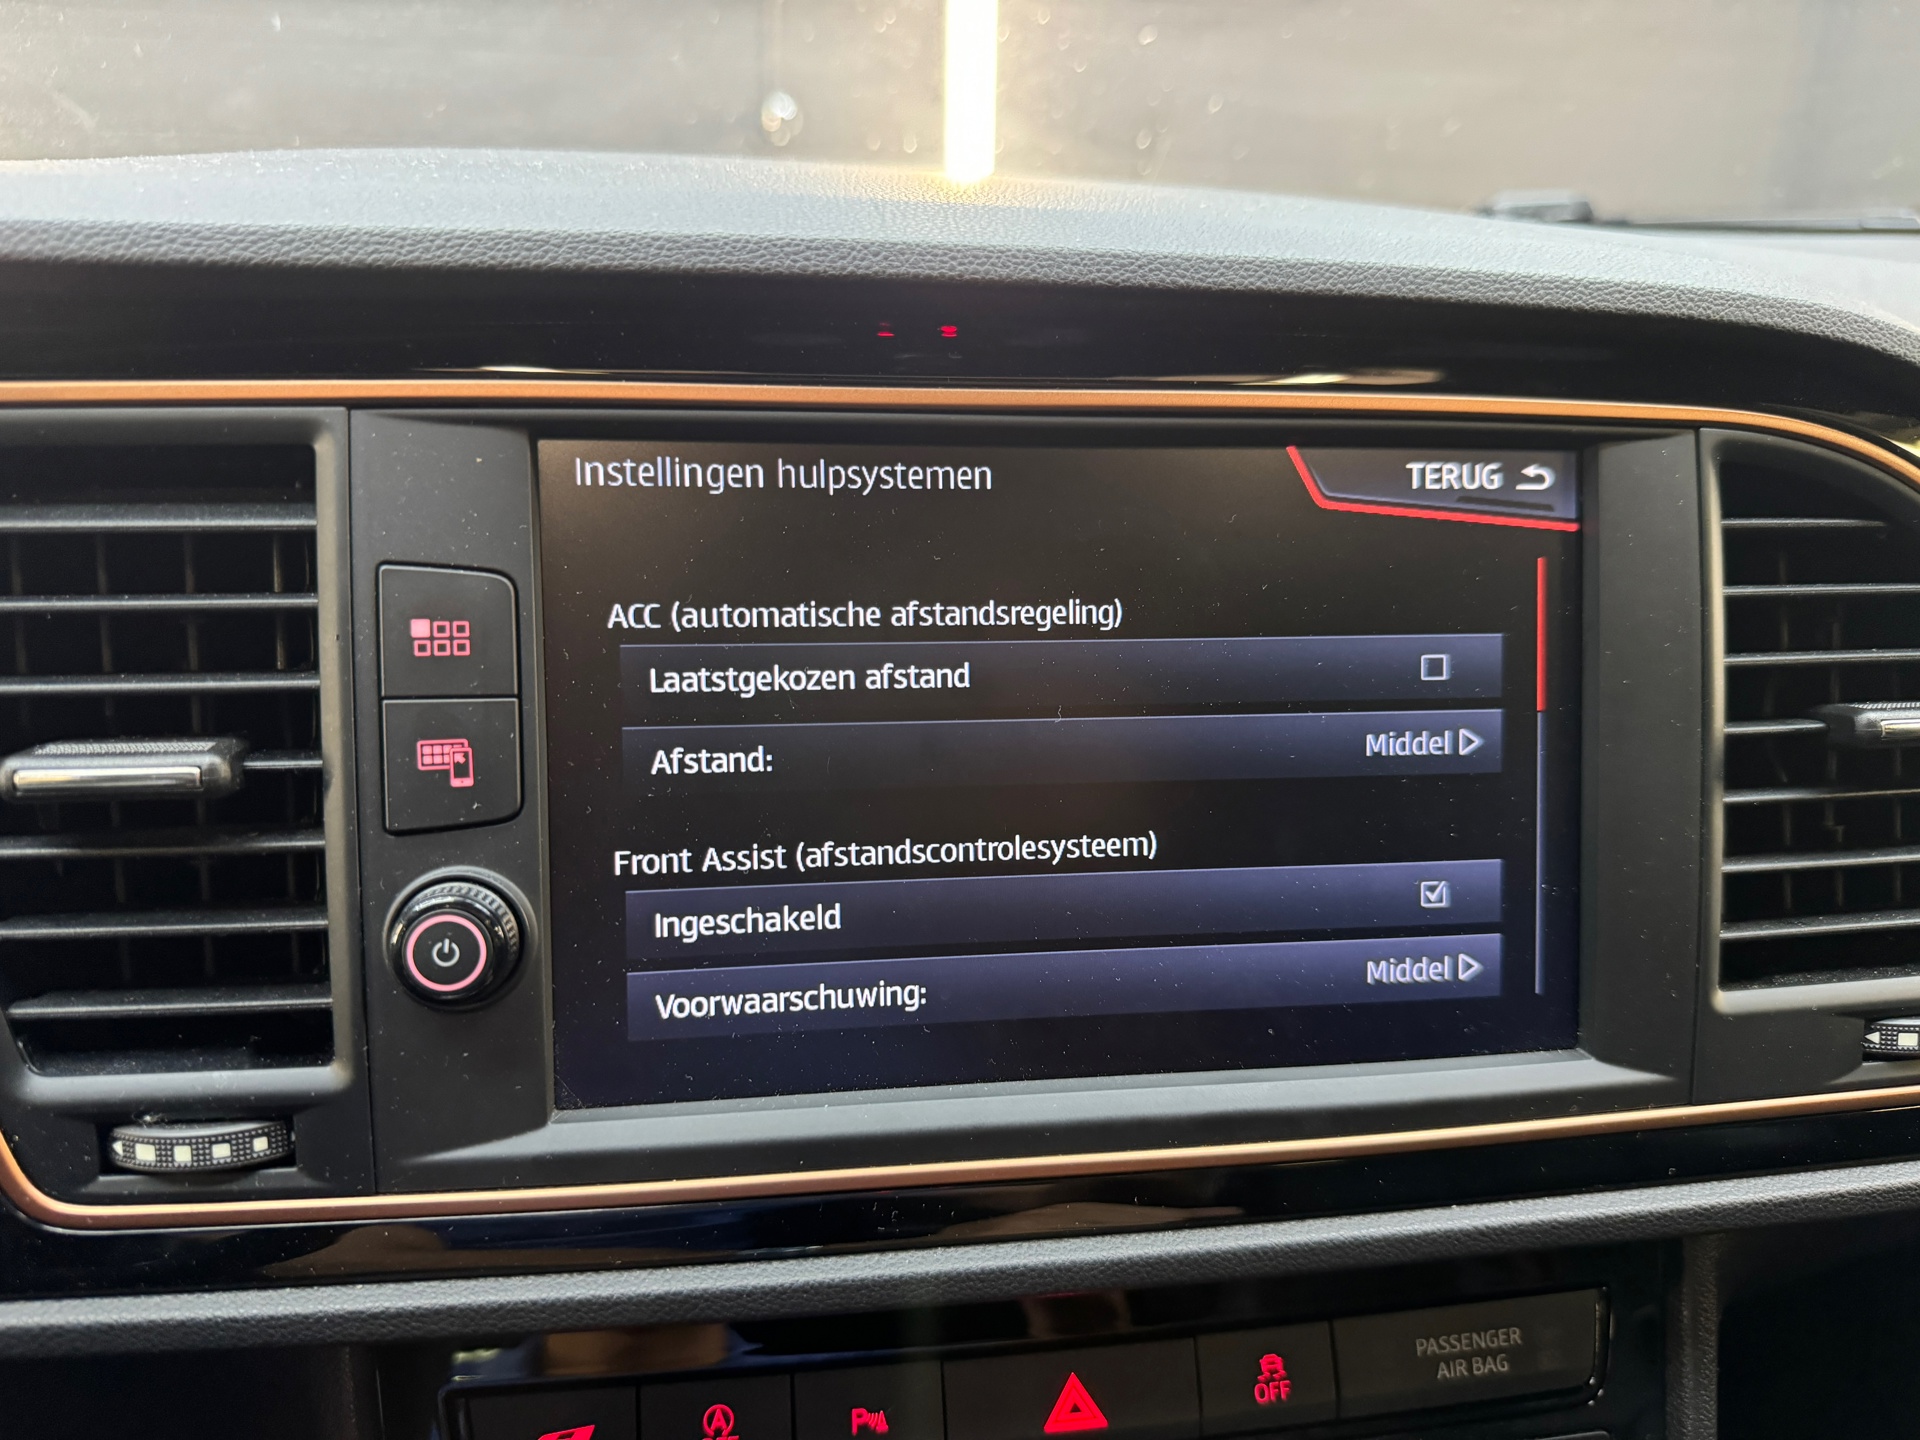 Instellingen hulpsystemen
TERUG
ACC (automatische afstandsregeling)
Laatstgekozen afstand
Afstand:
Middel
Front Assist (afstandscontrolesysteem)
Ingeschakeld
Voorwaarschuwing:
Middel
PASSENGER
AIR BAG
OFF
A
P